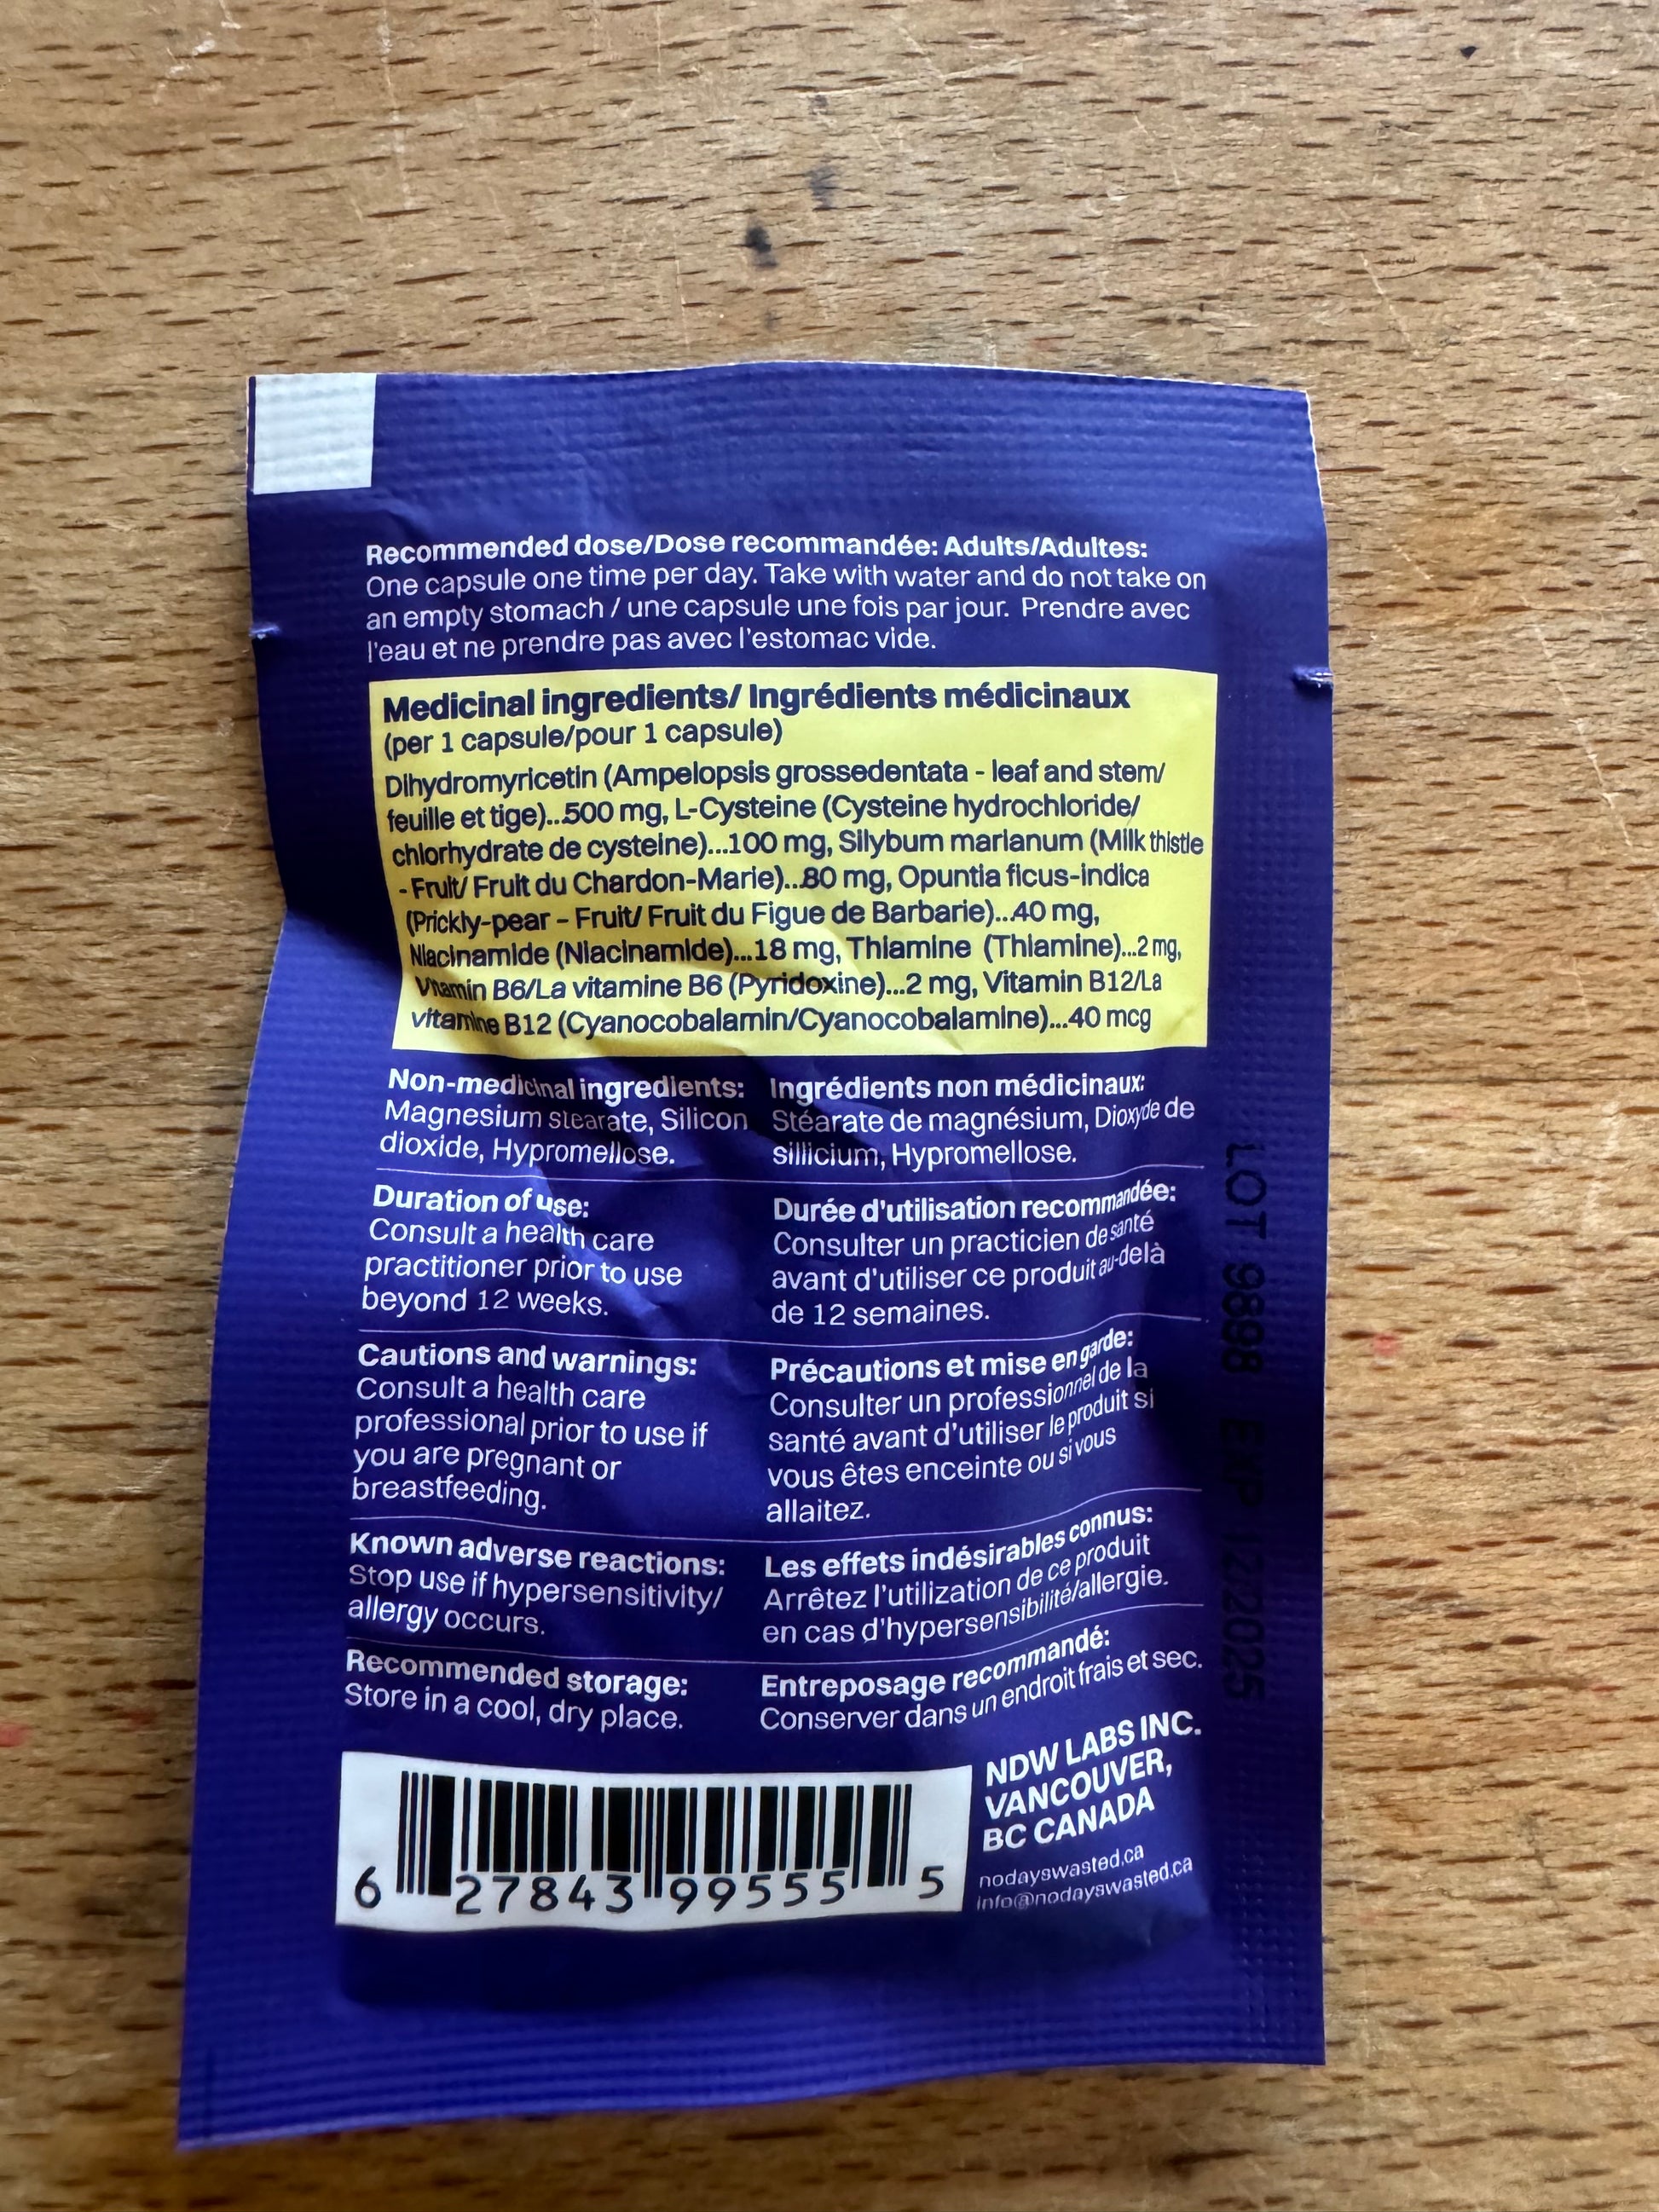 Recommended dose/Dose recommandée: Adults/Adultes:
One capsule one time per day. Take with water and do not take on
an empty stomach / une capsule une fois par jour. Prendre avec
l'eau et ne prendre pas avec l'estomac vide.
Medicinal ingredients/ Ingrédients médicinaux
(per 1 capsule/pour 1 capsule)
Dihydromyricetin (Ampelopsis grossedentata - leaf and stem/
feuille et tige)...500 mg, L-Cysteine (Cysteine hydrochloride/
chlorhydrate de cysteine)...100 mg, Silybum marianum (Milk thistle
- Fruit/ Fruit du Chardon-Marie)...80 mg, Opuntia ficus-indica
(Prickly-pear - Fruit/ Fruit du Figue de Barbarie)...40 mg,
Niacinamide (Niacinamide)...18 mg, Thiamine (Thiamine)...2 mg,
Vitamin B6/La vitamine B6 (Pyridoxine)...2 mg, Vitamin B12/La
vitamine B12 (Cyanocobalamin/Cyanocobalamine)...40 mcg
Non-medicinal ingredients:
Magnesium stearate, Silicon
dioxide, Hypromellose.
Ingrédients non médicinaux:
Stéarate de magnésium, Dioxyde de
sillicium, Hypromellose.
Duration of use:
Consult a health care
practitioner prior to use
beyond 12 weeks.
Durée d'utilisation recommandée:
Consulter un practicien de santé
avant d'utiliser ce produit au-delà
de 12 semaines.
Cautions and warnings:
Consult a health care
professional prior to use if
you are pregnant or
breastfeeding.
Précautions et mise en garde:
Consulter un professionnel de la
santé avant d'utiliser le produit si
vous êtes enceinte ou si vous
allaitez.
Known adverse reactions:
Stop use if hypersensitivity/
allergy occurs.
Les effets indésirables connus:
Arrêtez l'utilization de ce produit
en cas d'hypersensibilité/allergie.
Recommended storage:
Store in a cool, dry place.
Entreposage recommandé:
Conserver dans un endroit frais et sec.
6 27843 99555 5
NDW LABS INC.
VANCOUVER,
BC CANADA
nodayswasted.ca
info@nodayswasted.ca
LOT 9898 EXP 12/2025